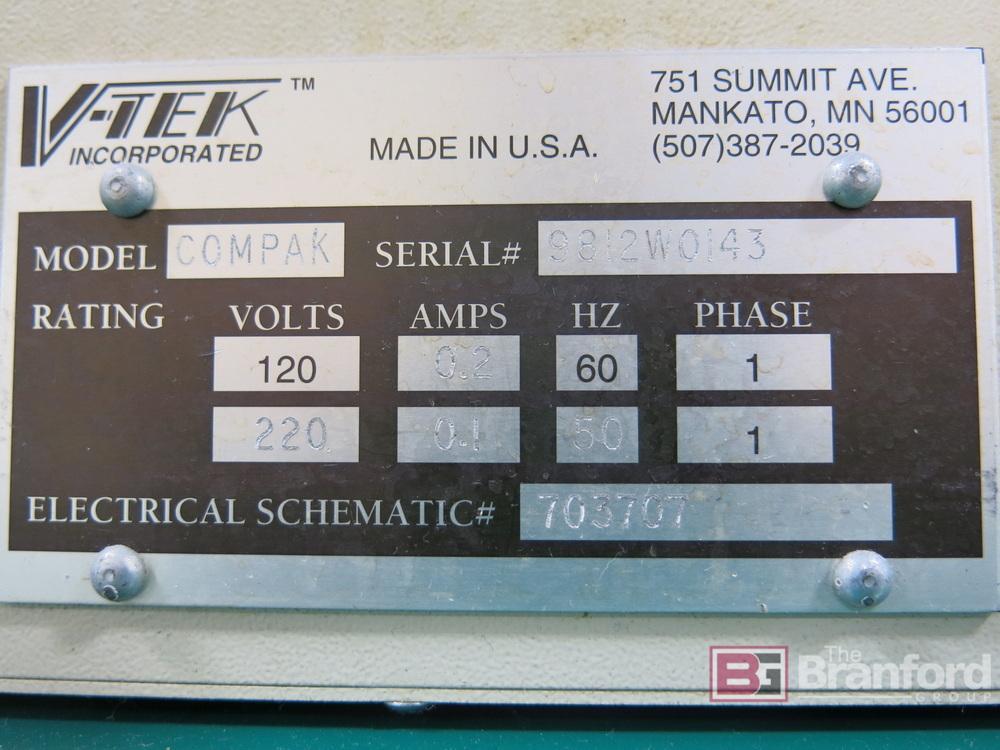 V-TEK ™
INCORPORATED
MADE IN U.S.A.
751 SUMMIT AVE.
MANKATO, MN 56001
(507)387-2039
MODEL COMPAK SERIAL# 9812W0143
RATING VOLTS AMPS HZ PHASE
120 0.2 60 1
220 0.1 50 1
ELECTRICAL SCHEMATIC# 703707
BG The Branford
GROUP